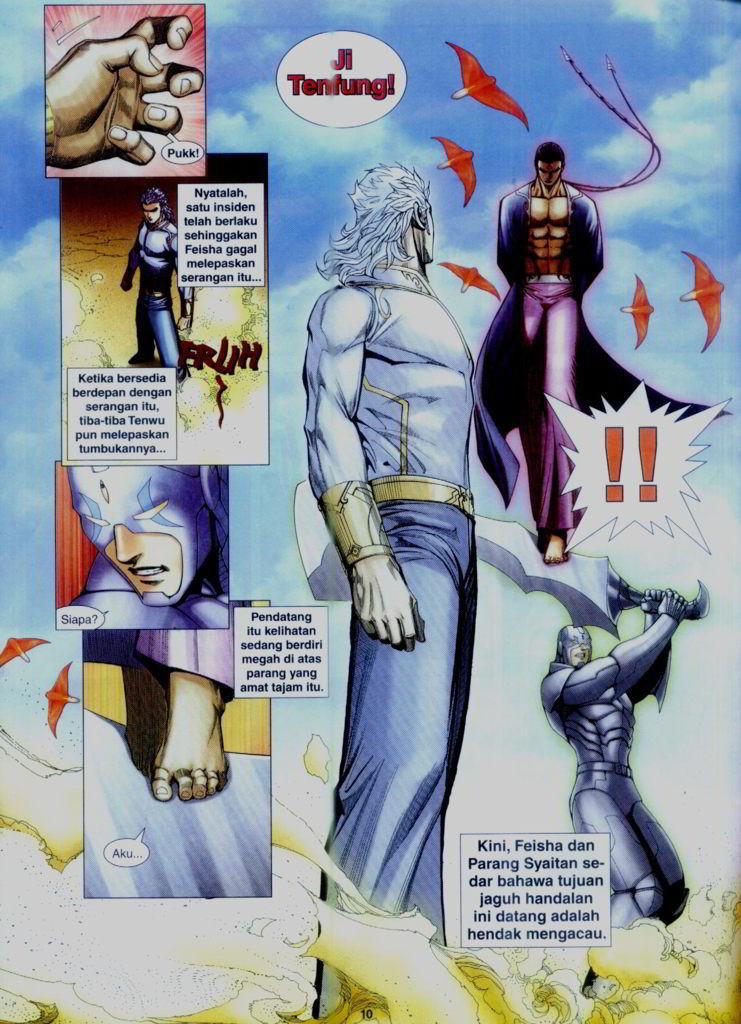 Ji
Tenfung!
Pukk!
Nyatalah,
satu insiden
telah berlaku
sehinggakan
Feisha gagal
melepaskan
serangan itu...
FRUH
Ketika bersedia
berdepan dengan
serangan itu,
tiba-tiba Tenwu
pun melepaskan
tumbukannya...
!!
Siapa?
Pendatang
itu kelihatan
sedang berdiri
megah di atas
parang yang
amat tajam itu.
Aku...
Kini, Feisha dan
Parang Syaitan se-
dar bahawa tujuan
jaguh handalan
ini datang adalah
hendak mengacau.
10